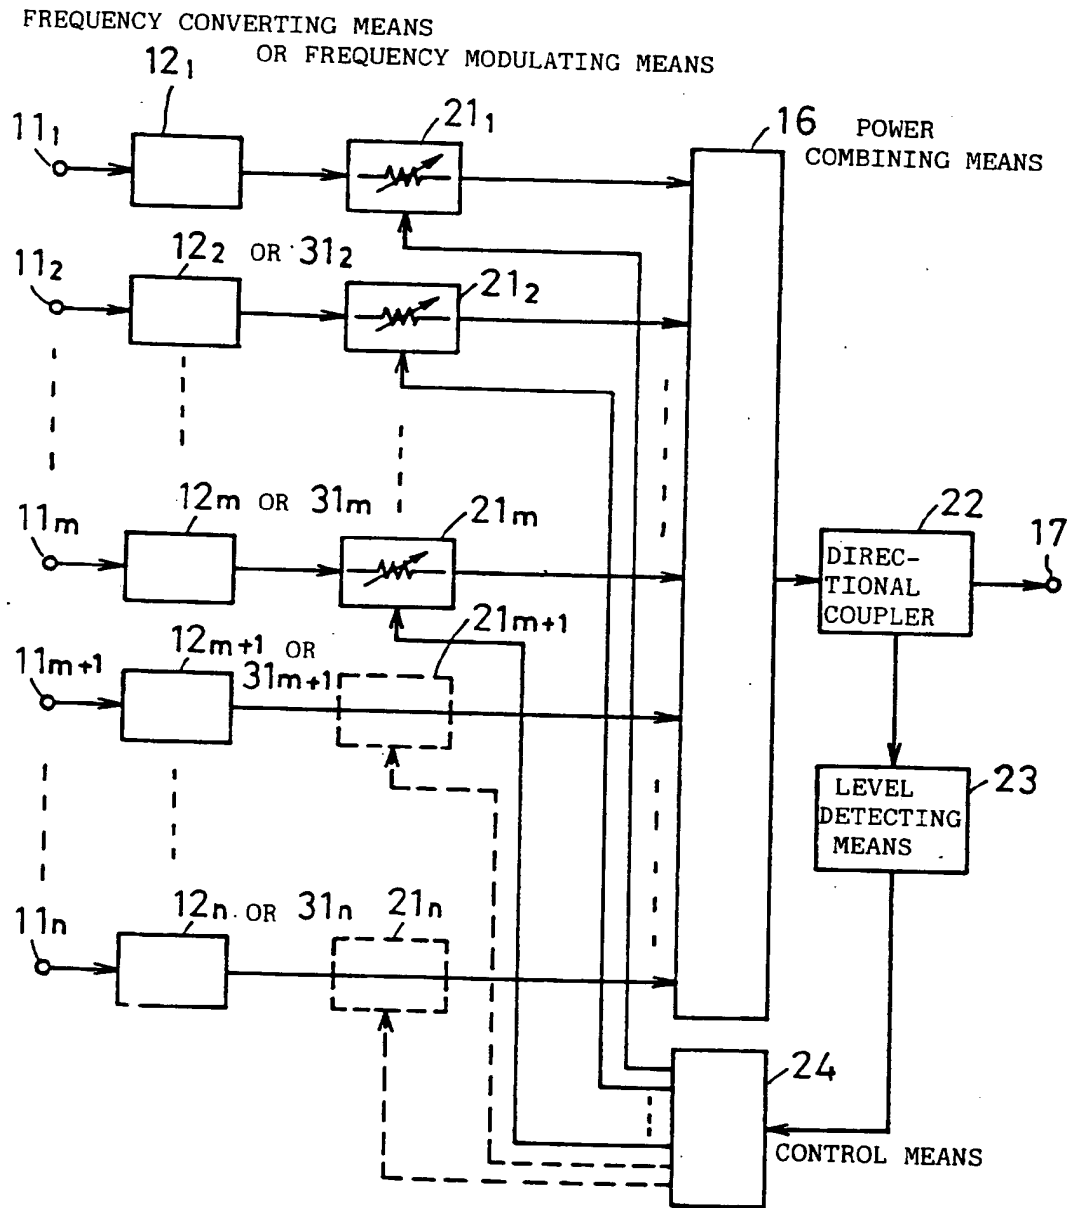 FREQUENCY CONVERTING MEANS
OR FREQUENCY MODULATING MEANS
12₁
11₁
21₁
16 POWER
COMBINING MEANS
12₂ OR 31₂
11₂
21₂
12m OR 31m
11m
21m
22
17
DIREC-
TIONAL
COUPLER
21m+1
12m+1 OR
31m+1
11m+1
LEVEL
DETECTING
MEANS
23
12n OR 31n
21n
11n
24
CONTROL MEANS